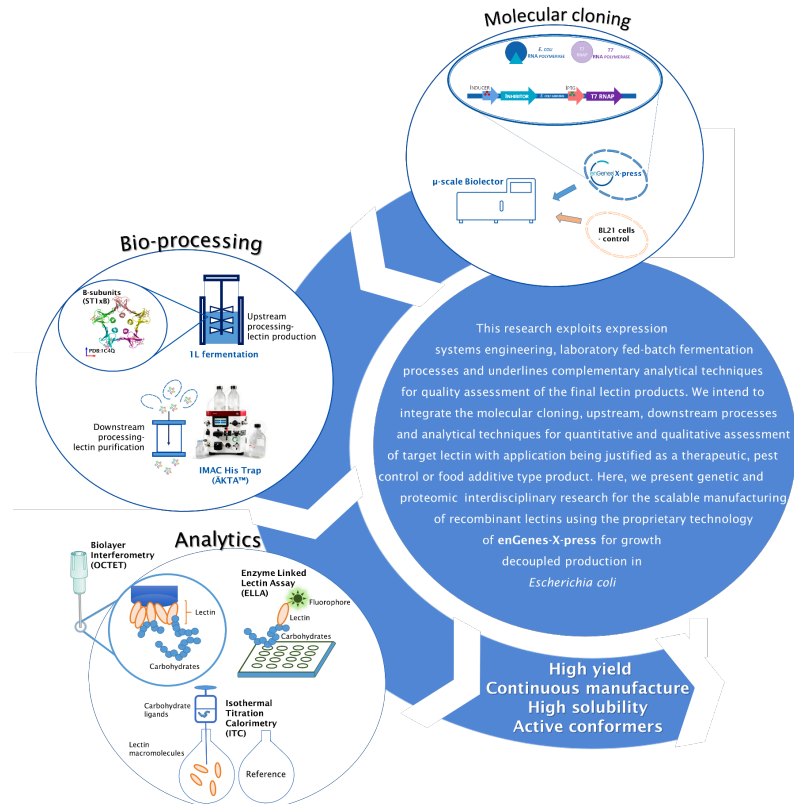 Molecular cloning
E. COLI
RNA POLYMERASE
T7
RNAP
T7
RNA POLYMERASE
INDUCER
IPTG
INHIBITOR
E. COLI GENOME
T7 RNAP
µ-scale Biolector
enGenes X-press
BL21 cells
- control
Bio-processing
B-subunits
(ST1xB)
PDB:1C4Q
Upstream
processing-
lectin production
1L fermentation
Downstream
processing-
lectin purification
IMAC His Trap
(ÄKTA™)
This research exploits expression
systems engineering, laboratory fed-batch fermentation
processes and underlines complementary analytical techniques
for quality assessment of the final lectin products. We intend to
integrate the molecular cloning, upstream, downstream processes
and analytical techniques for quantitative and qualitative assessment
of target lectin with application being justified as a therapeutic, pest
control or food additive type product. Here, we present genetic and
proteomic interdisciplinary research for the scalable manufacturing
of recombinant lectins using the proprietary technology
of enGenes-X-press for growth
decoupled production in
Escherichia coli
Analytics
Biolayer
Interferometry
(OCTET)
Lectin
Carbohydrates
Enzyme Linked
Lectin Assay
(ELLA)
Fluorophore
Lectin
Carbohydrates
Carbohydrate
ligands
Isothermal
Titration
Calorimetry
(ITC)
Lectin
macromolecules
Reference
High yield
Continuous manufacture
High solubility
Active conformers